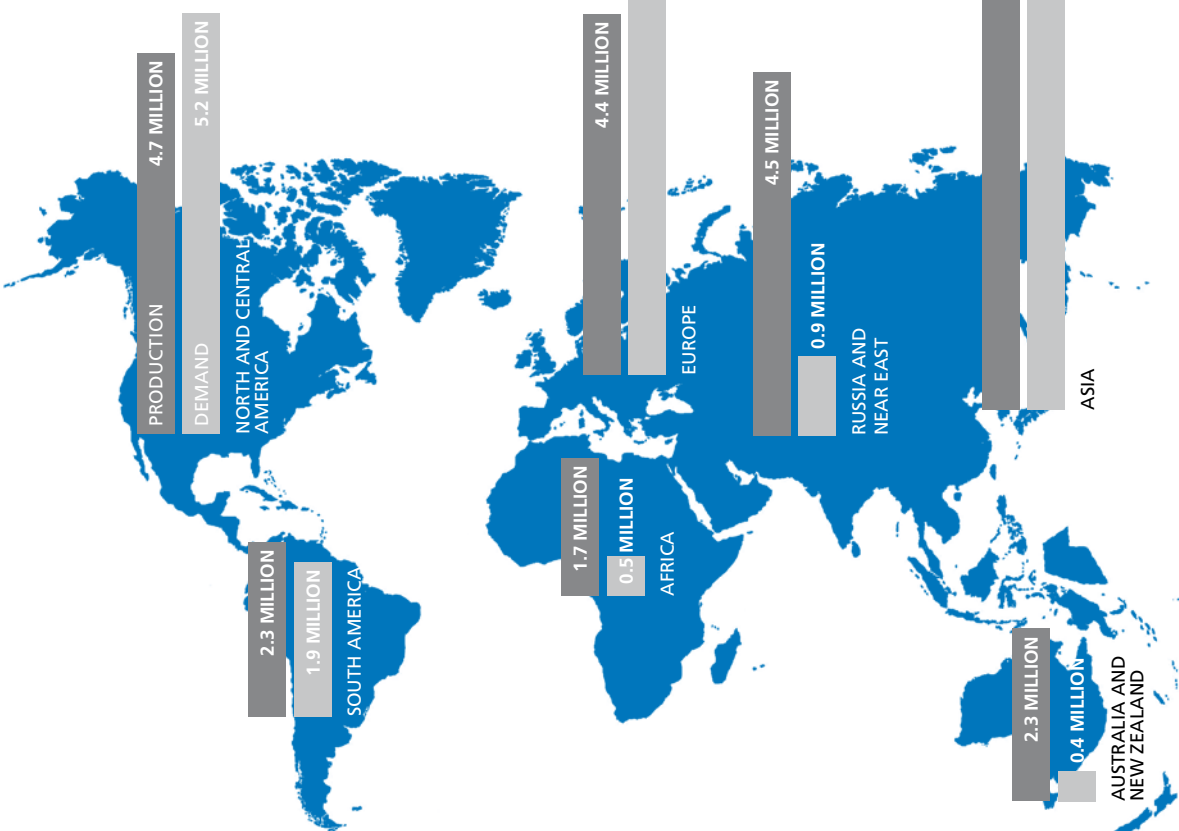 4.7 MILLION
PRODUCTION
5.2 MILLION
DEMAND
NORTH AND CENTRAL
AMERICA
2.3 MILLION
1.9 MILLION
SOUTH AMERICA
4.4 MILLION
EUROPE
1.7 MILLION
0.5 MILLION
AFRICA
4.5 MILLION
0.9 MILLION
RUSSIA AND
NEAR EAST
ASIA
2.3 MILLION
0.4 MILLION
AUSTRALIA AND
NEW ZEALAND